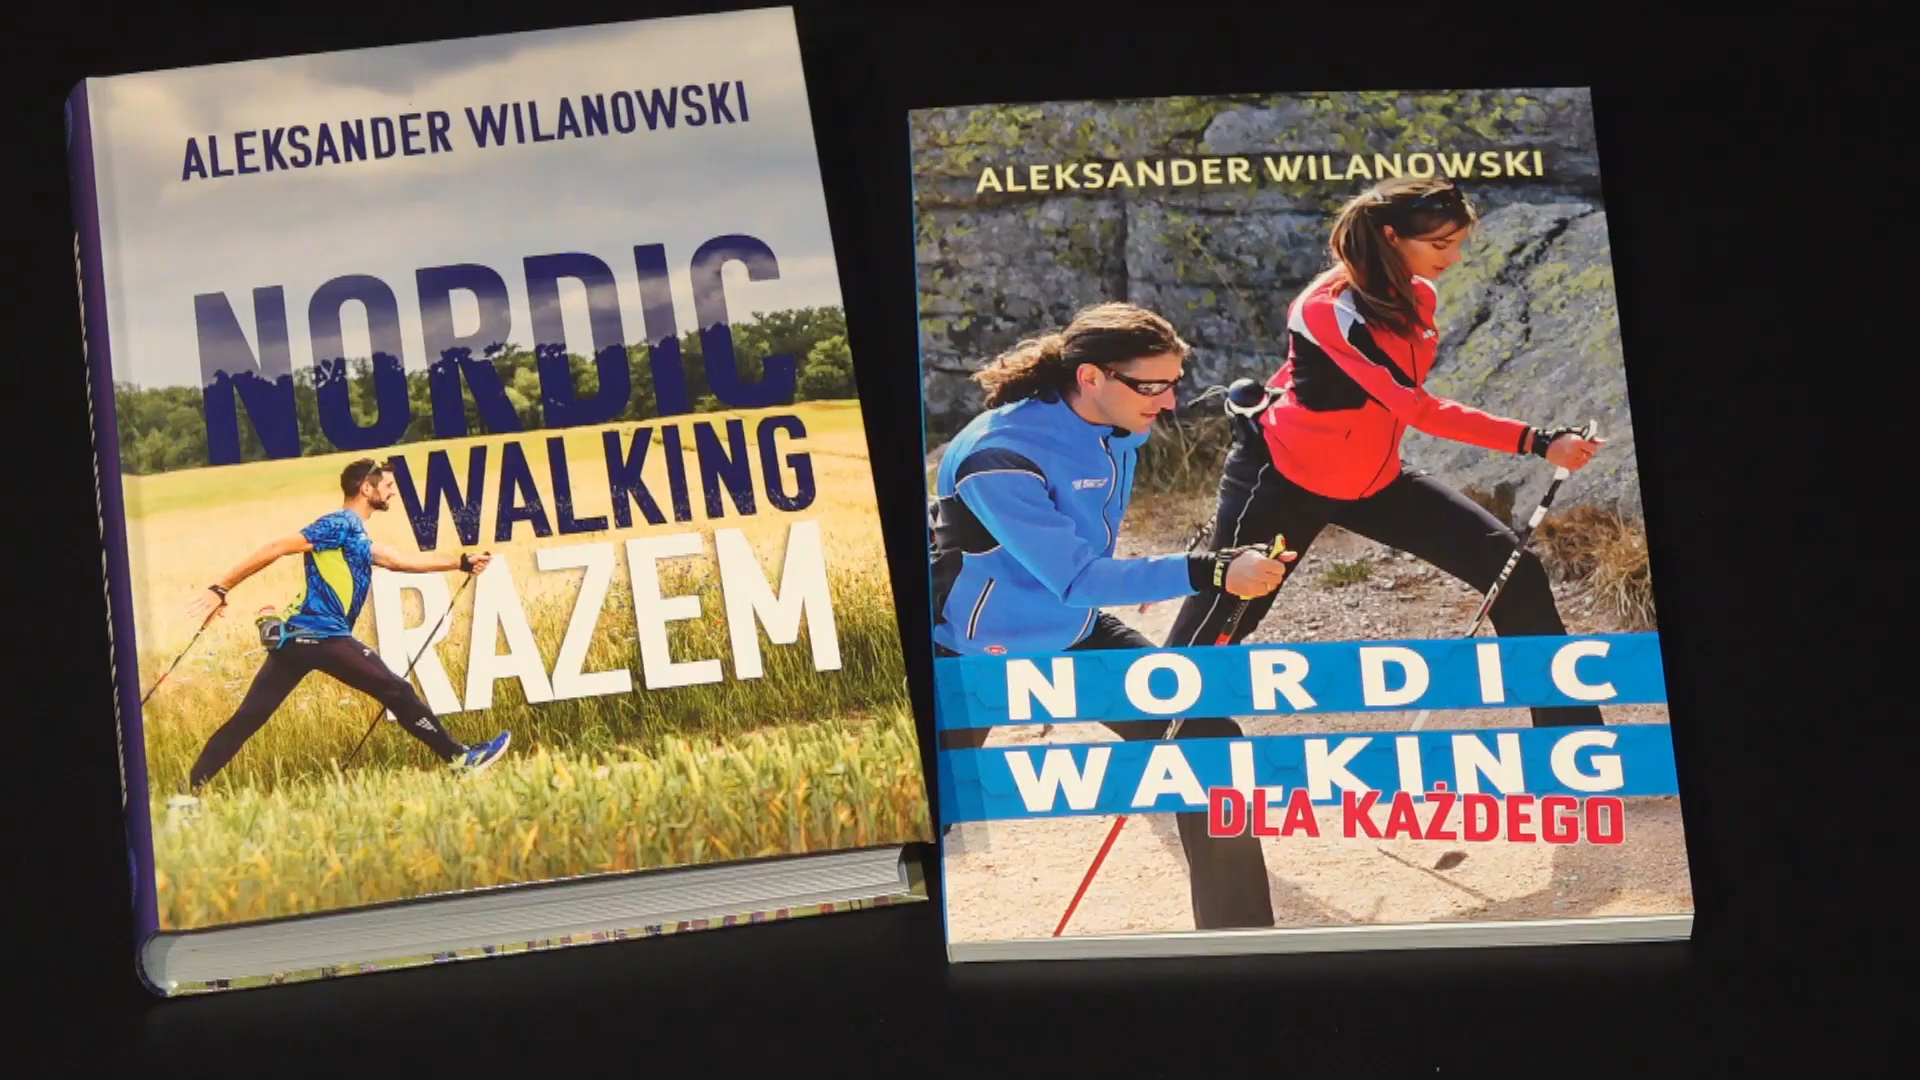 ALEKSANDER WILANOWSKI
NORDIC
WALKING
RAZEM
ALEKSANDER WILANOWSKI
NORDIC
WALKING
DLA KAŻDEGO